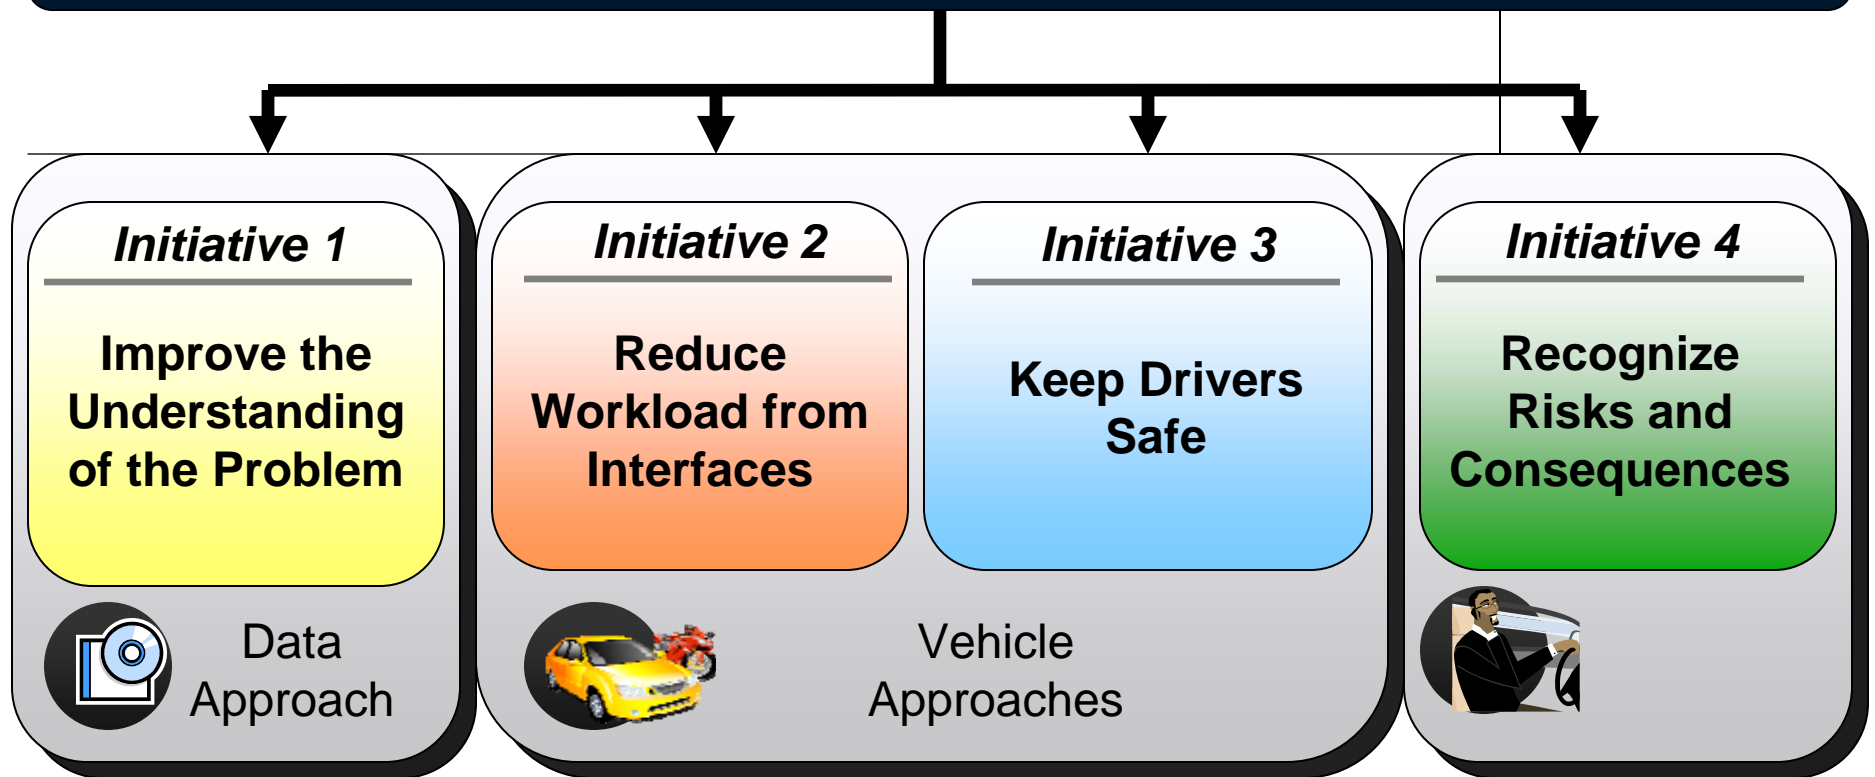 Initiative 1
Improve the
Understanding
of the Problem
Data
Approach
Initiative 2
Reduce
Workload from
Interfaces
Initiative 3
Keep Drivers
Safe
Vehicle
Approaches
Initiative 4
Recognize
Risks and
Consequences